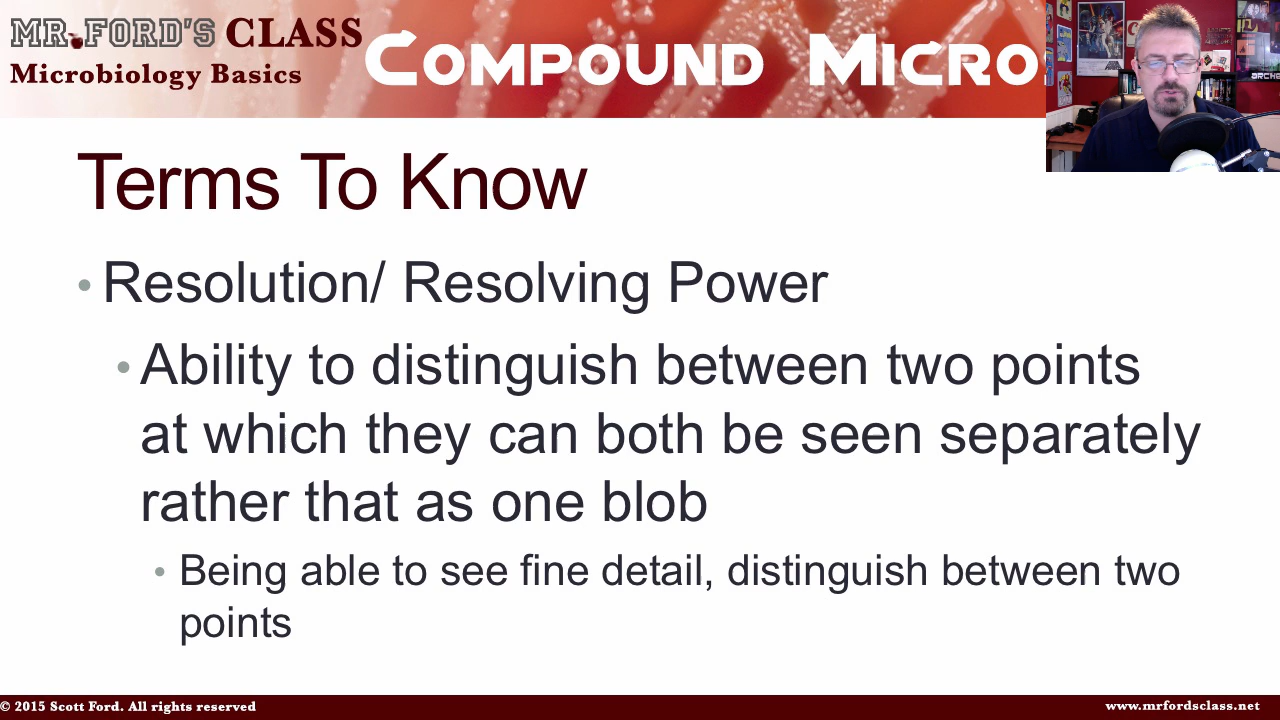 MR. FORD'S CLASS
Microbiology Basics
COMPOUND MICRO
Terms To Know
• Resolution/ Resolving Power
• Ability to distinguish between two points
at which they can both be seen separately
rather that as one blob
• Being able to see fine detail, distinguish between two
points
© 2015 Scott Ford. All rights reserved
www.mrfordsclass.net